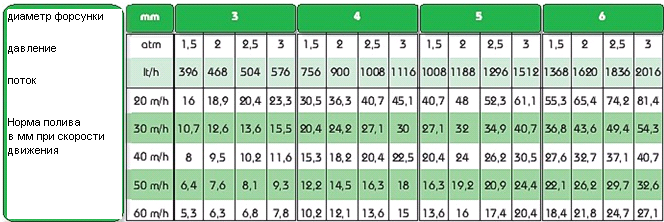 диаметр форсунки mm 3 4 5 6
давление atm 1,5 2 2,5 3 1,5 2 2,5 3 1,5 2 2,5 3 1,5 2 2,5 3
поток lt/h 396 468 504 576 756 900 1008 1116 1008 1188 1296 1512 1368 1620 1836 2016
Норма полива 20 m/h 16 18,9 20,4 23,3 30,5 36,3 40,7 45,1 40,7 48 52,3 61,1 55,3 65,4 74,2 81,4
в мм при скорости 30 m/h 10,7 12,6 13,6 15,5 20,4 24,2 27,1 30 27,1 32 34,9 40,7 36,8 43,6 49,4 54,3
движения 40 m/h 8 9,5 10,2 11,6 15,3 18,2 20,4 22,5 20,4 24 26,2 30,5 27,6 32,7 37,1 40,7
50 m/h 6,4 7,6 8,1 9,3 12,2 14,5 16,3 18 16,3 19,2 20,9 24,4 22,1 26,2 29,7 32,6
60 m/h 5,3 6,3 6,8 7,8 10,2 12,1 13,6 15 13,6 16 17,4 20,4 18,4 21,8 24,7 27,1